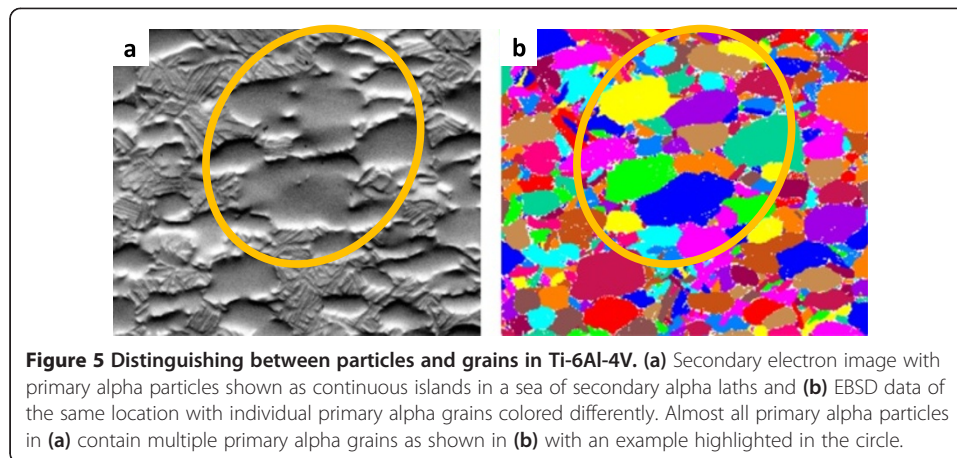 a
b
Figure 5 Distinguishing between particles and grains in Ti-6Al-4V. (a) Secondary electron image with
primary alpha particles shown as continuous islands in a sea of secondary alpha laths and (b) EBSD data of
the same location with individual primary alpha grains colored differently. Almost all primary alpha particles
in (a) contain multiple primary alpha grains as shown in (b) with an example highlighted in the circle.